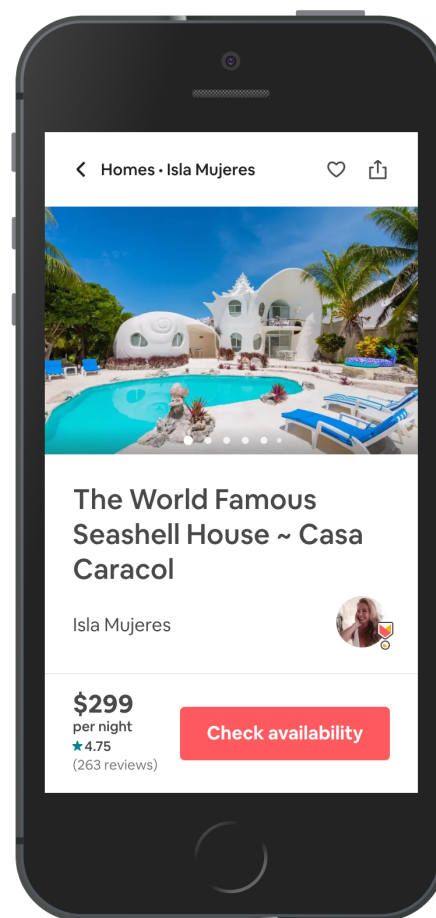 Homes · Isla Mujeres
The World Famous
Seashell House ~ Casa
Caracol
Isla Mujeres
$299
per night
★4.75
(263 reviews)
Check availability